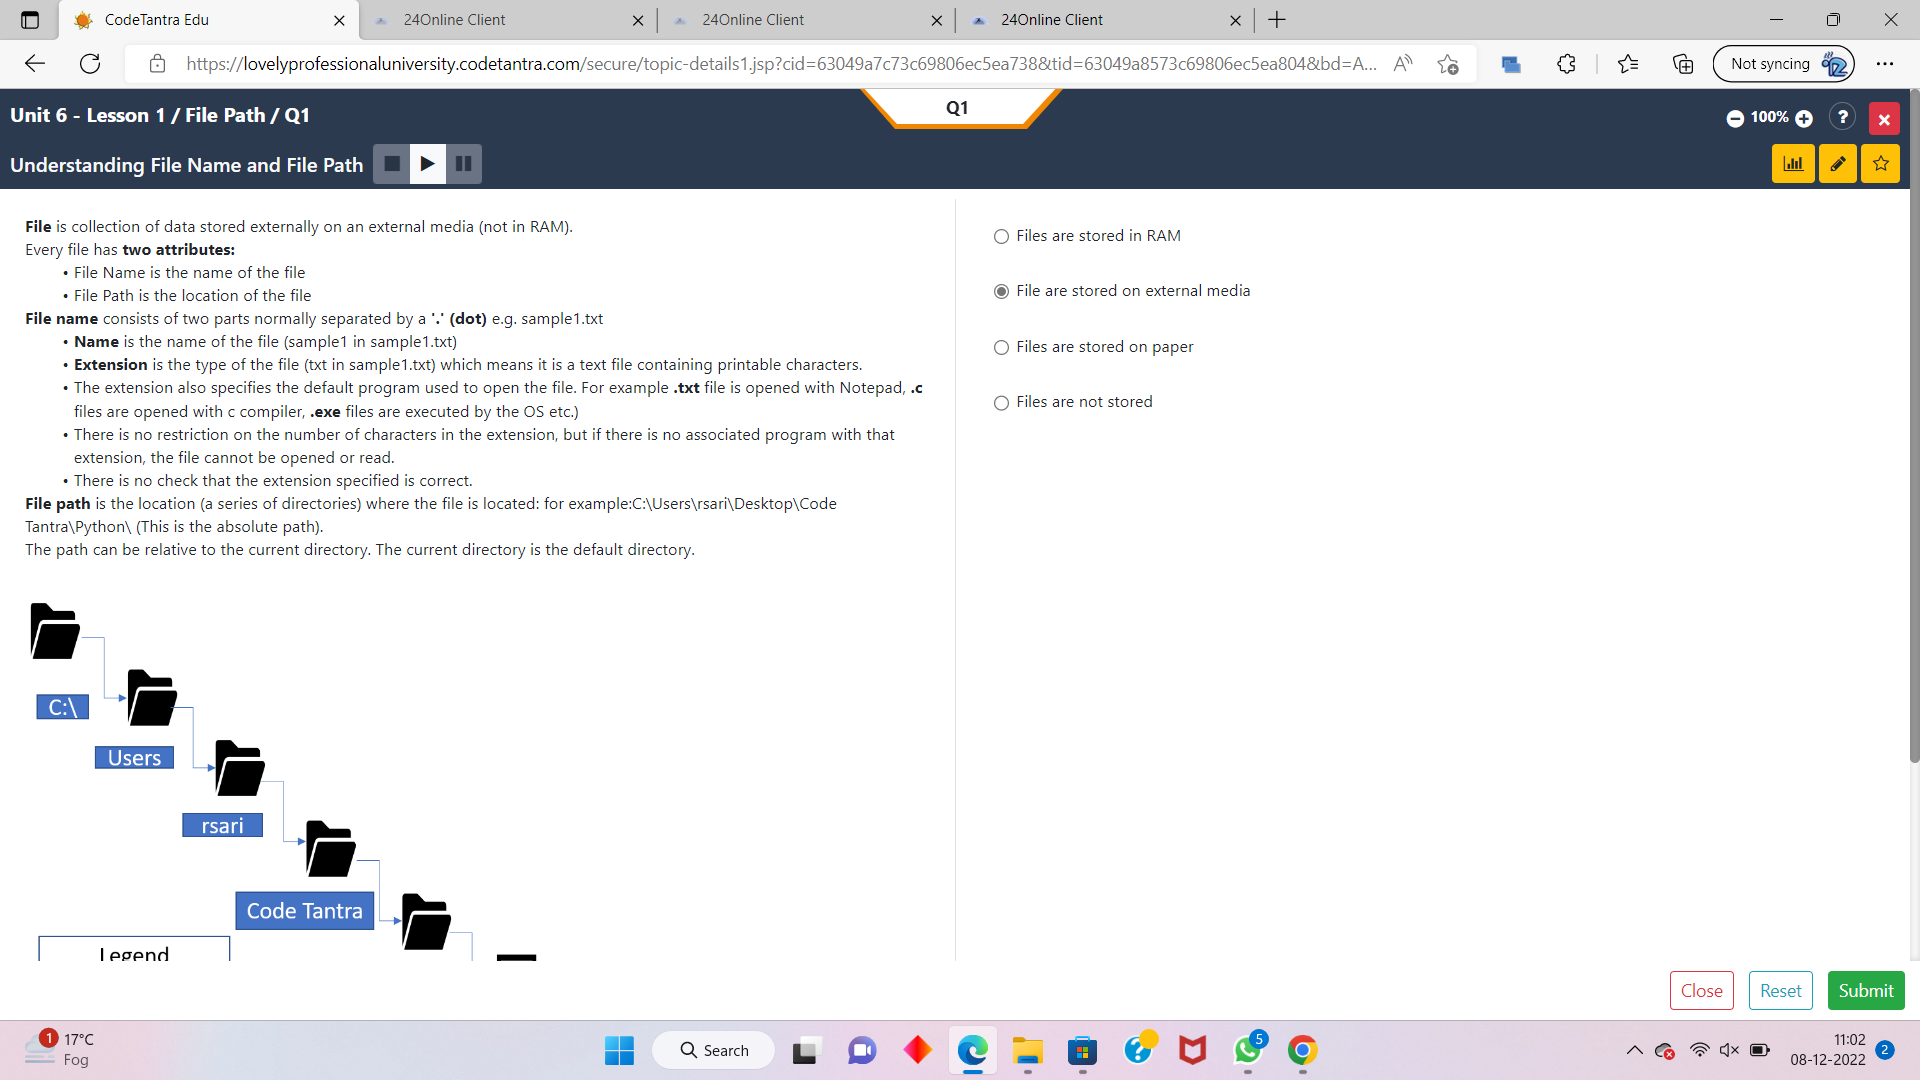 CodeTantra Edu
24Online Client
24Online Client
24Online Client
https://lovelyprofessionaluniversity.codetantra.com/secure/topic-details1.jsp?cid=63049a7c73c69806ec5ea738&tid=63049a8573c69806ec5ea804&bd=A...
Not syncing
Unit 6 - Lesson 1 / File Path / Q1
Q1
100%
?
Understanding File Name and File Path
File is collection of data stored externally on an external media (not in RAM).
Every file has two attributes:
• File Name is the name of the file
• File Path is the location of the file
File name consists of two parts normally separated by a '.' (dot) e.g. sample1.txt
• Name is the name of the file (sample1 in sample1.txt)
• Extension is the type of the file (txt in sample1.txt) which means it is a text file containing printable characters.
• The extension also specifies the default program used to open the file. For example .txt file is opened with Notepad, .c
files are opened with c compiler, .exe files are executed by the OS etc.)
• There is no restriction on the number of characters in the extension, but if there is no associated program with that
extension, the file cannot be opened or read.
• There is no check that the extension specified is correct.
File path is the location (a series of directories) where the file is located: for example:C:\Users\rsari\Desktop\Code
Tantra\Python\ (This is the absolute path).
The path can be relative to the current directory. The current directory is the default directory.
C:\
Users
rsari
Code Tantra
Legend
Files are stored in RAM
File are stored on external media
Files are stored on paper
Files are not stored
Close
Reset
Submit
1
17°C
Fog
Search
5
11:02
08-12-2022
2